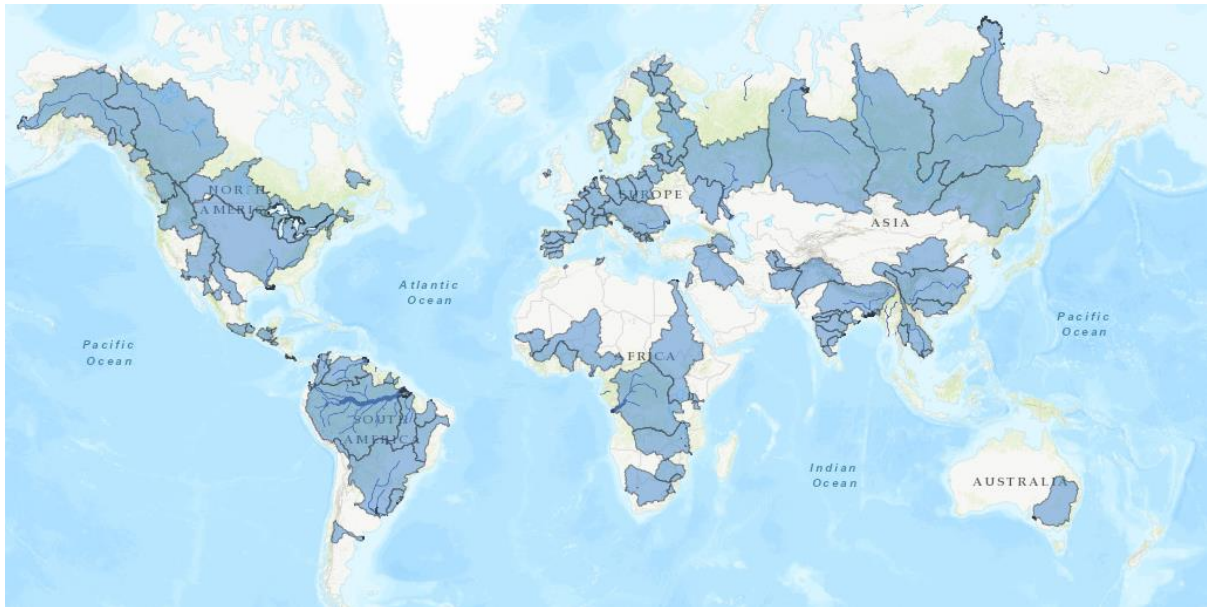 NORTH
AMERICA
EUROPE
ASIA
Atlantic
Ocean
Pacific
Ocean
Pacific
Ocean
AFRICA
SOUTH
AMERICA
Indian
Ocean
AUSTRALIA